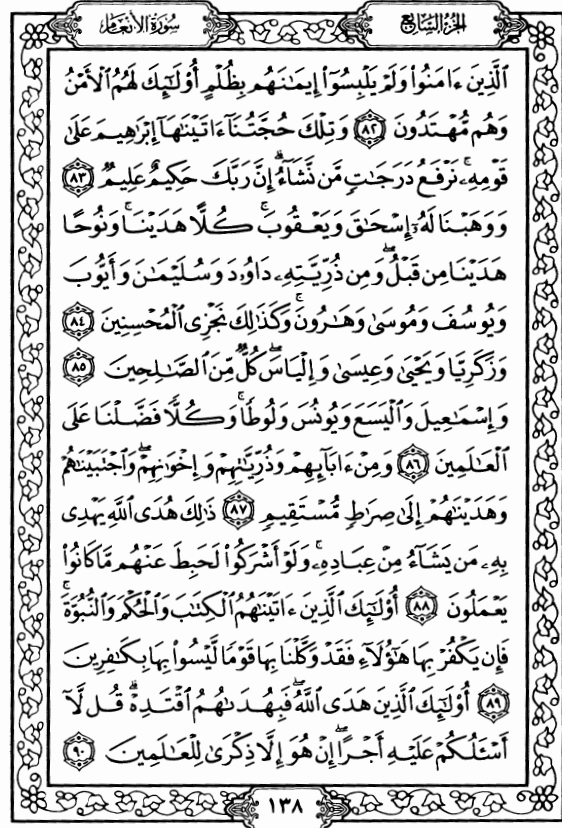 الجزء السابع
سورة الأنعام
ٱلَّذِينَ ءَامَنُوا۟ وَلَمْ يَلْبِسُوٓا۟ إِيمَـٰنَهُم بِظُلْمٍ أُو۟لَـٰٓئِكَ لَهُمُ ٱلْأَمْنُ
وَهُم مُّهْتَدُونَ ٨٢ وَتِلْكَ حُجَّتُنَآ ءَاتَيْنَـٰهَآ إِبْرَٰهِيمَ عَلَىٰ
قَوْمِهِۦ ۚ نَرْفَعُ دَرَجَـٰتٍ مَّن نَّشَآءُ ۗ إِنَّ رَبَّكَ حَكِيمٌ عَلِيمٌ ٨٣
وَوَهَبْنَا لَهُۥٓ إِسْحَـٰقَ وَيَعْقُوبَ ۚ كُلًّا هَدَيْنَا ۚ وَنُوحًا
هَدَيْنَا مِن قَبْلُ ۖ وَمِن ذُرِّيَّتِهِۦ دَاوُۥدَ وَسُلَيْمَـٰنَ وَأَيُّوبَ
وَيُوسُفَ وَمُوسَىٰ وَهَـٰرُونَ ۚ وَكَذَٰلِكَ نَجْزِى ٱلْمُحْسِنِينَ ٨٤
وَزَكَرِيَّا وَيَحْيَىٰ وَعِيسَىٰ وَإِلْيَاسَ ۖ كُلٌّ مِّنَ ٱلصَّـٰلِحِينَ ٨٥
وَإِسْمَـٰعِيلَ وَٱلْيَسَعَ وَيُونُسَ وَلُوطًا ۚ وَكُلًّا فَضَّلْنَا عَلَى
ٱلْعَـٰلَمِينَ ٨٦ وَمِنْ ءَابَآئِهِمْ وَذُرِّيَّـٰتِهِمْ وَإِخْوَٰنِهِمْ ۖ وَٱجْتَبَيْنَـٰهُمْ
وَهَدَيْنَـٰهُمْ إِلَىٰ صِرَٰطٍ مُّسْتَقِيمٍ ٨٧ ذَٰلِكَ هُدَى ٱللَّهِ يَهْدِى
بِهِۦ مَن يَشَآءُ مِنْ عِبَادِهِۦ ۚ وَلَوْ أَشْرَكُوا۟ لَحَبِطَ عَنْهُم مَّا كَانُوا۟
يَعْمَلُونَ ٨٨ أُو۟لَـٰٓئِكَ ٱلَّذِينَ ءَاتَيْنَـٰهُمُ ٱلْكِتَـٰبَ وَٱلْحُكْمَ وَٱلنُّبُوَّةَ ۚ
فَإِن يَكْفُرْ بِهَا هَـٰٓؤُلَآءِ فَقَدْ وَكَّلْنَا بِهَا قَوْمًا لَّيْسُوا۟ بِهَا بِكَـٰفِرِينَ
٨٩ أُو۟لَـٰٓئِكَ ٱلَّذِينَ هَدَى ٱللَّهُ ۖ فَبِهُدَىٰهُمُ ٱقْتَدِهْ ۗ قُل لَّآ
أَسْـَٔلُكُمْ عَلَيْهِ أَجْرًا ۖ إِنْ هُوَ إِلَّا ذِكْرَىٰ لِلْعَـٰلَمِينَ ٩٠
١٣٨